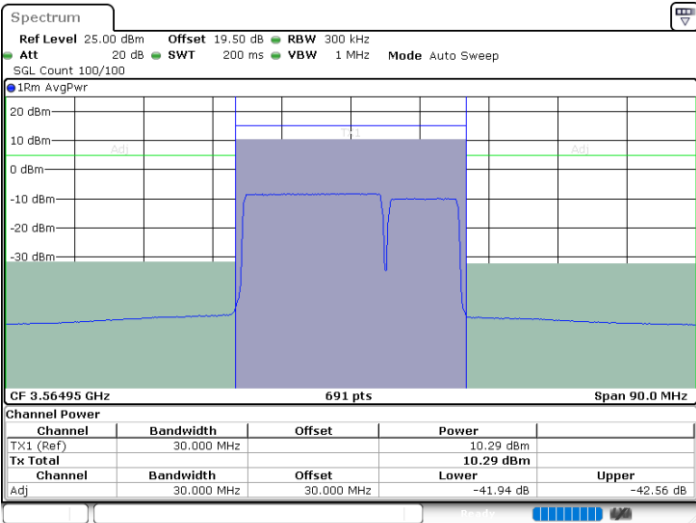 Spectrum
Ref Level 25.00 dBm Offset 19.50 dB RBW 300 kHz
Att 20 dB SWT 200 ms VBW 1 MHz Mode Auto Sweep
SGL Count 100/100
1Rm AvgPwr
20 dBm
TX1
10 dBm
Adj Adj
0 dBm
-10 dBm
-20 dBm
-30 dBm
CF 3.56495 GHz 691 pts Span 90.0 MHz
Channel Power
Channel Bandwidth Offset Power
TX1 (Ref) 30.000 MHz 10.29 dBm
Tx Total 10.29 dBm
Channel Bandwidth Offset Lower Upper
Adj 30.000 MHz 30.000 MHz -41.94 dB -42.56 dB
Ready